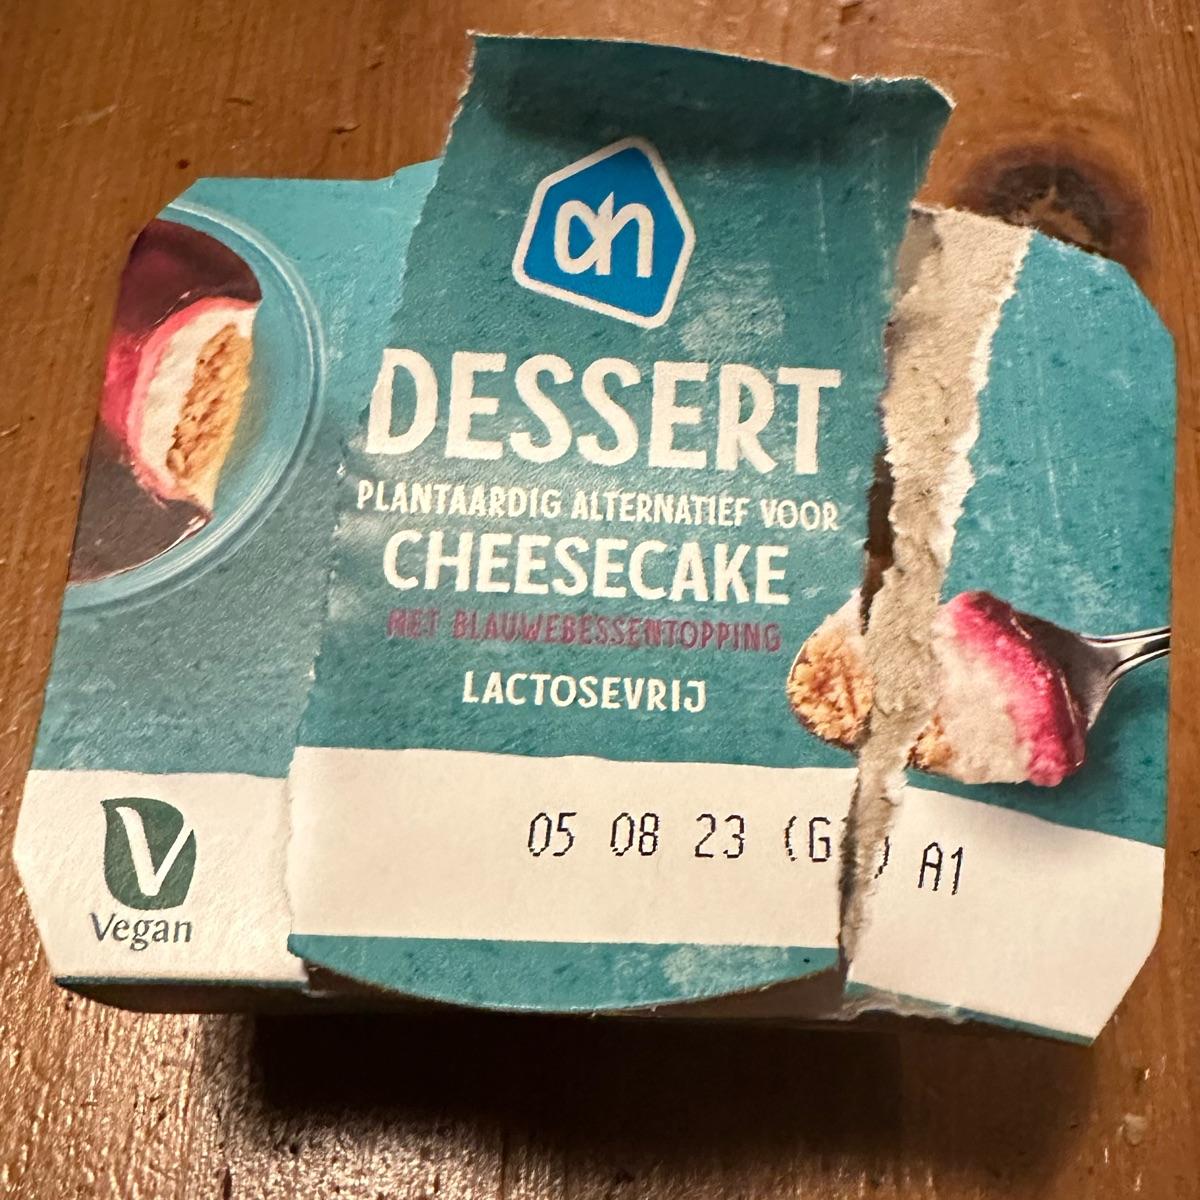 ah
DESSERT
PLANTAARDIG ALTERNATIEF VOOR
CHEESECAKE
MET BLAUWEBESSENTOPPING
LACTOSEVRIJ
05 08 23 (G ) A1
V
Vegan